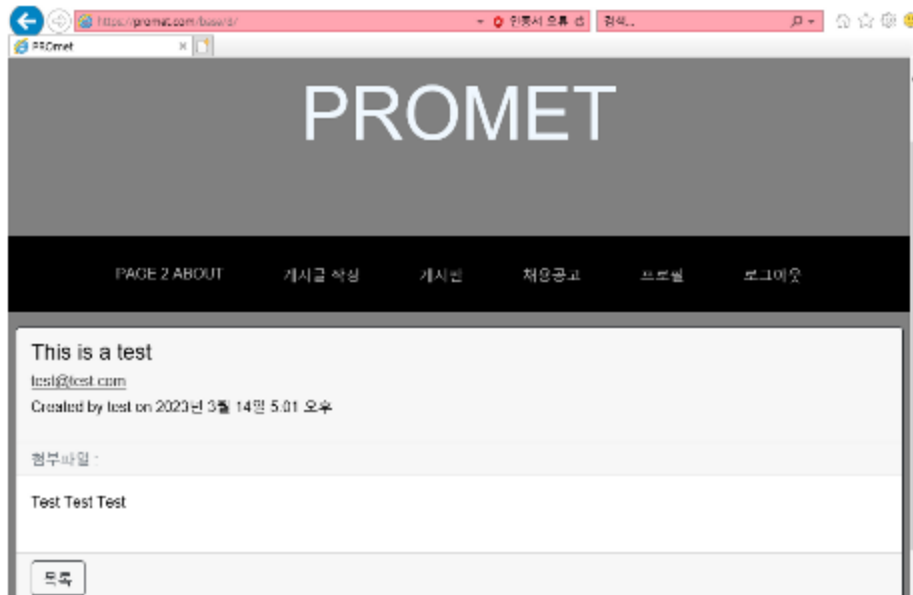 https://promet.com/base/3/ 인증서 오류 검색...
PROmet
PROMET
PAGE 2 ABOUT 게시글 작성 게시판 채용공고 프로필 로그아웃
This is a test
test@test.com
Created by test on 2023년 3월 14일 5:01 오후
첨부파일 :
Test Test Test
목록